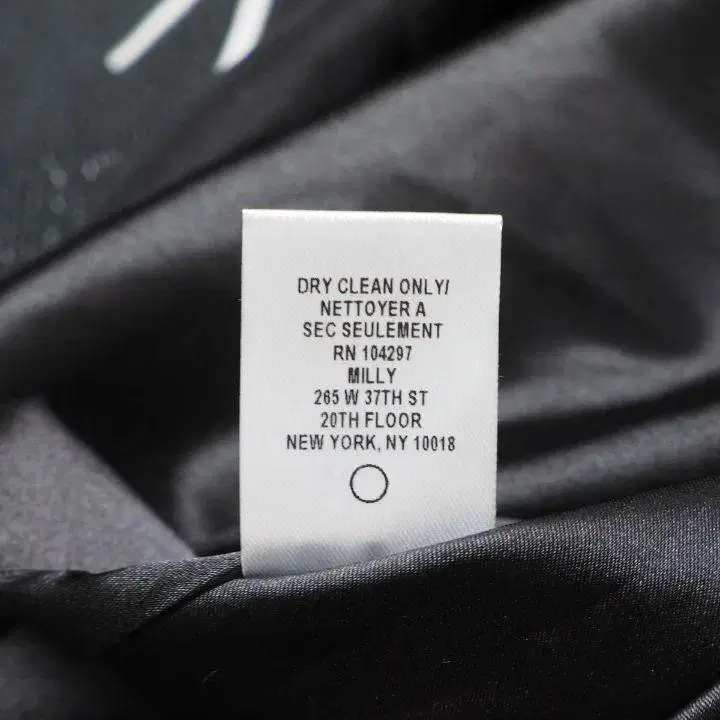 DRY CLEAN ONLY/
NETTOYER A
SEC SEULEMENT
RN 104297
MILLY
265 W 37TH ST
20TH FLOOR
NEW YORK, NY 10018